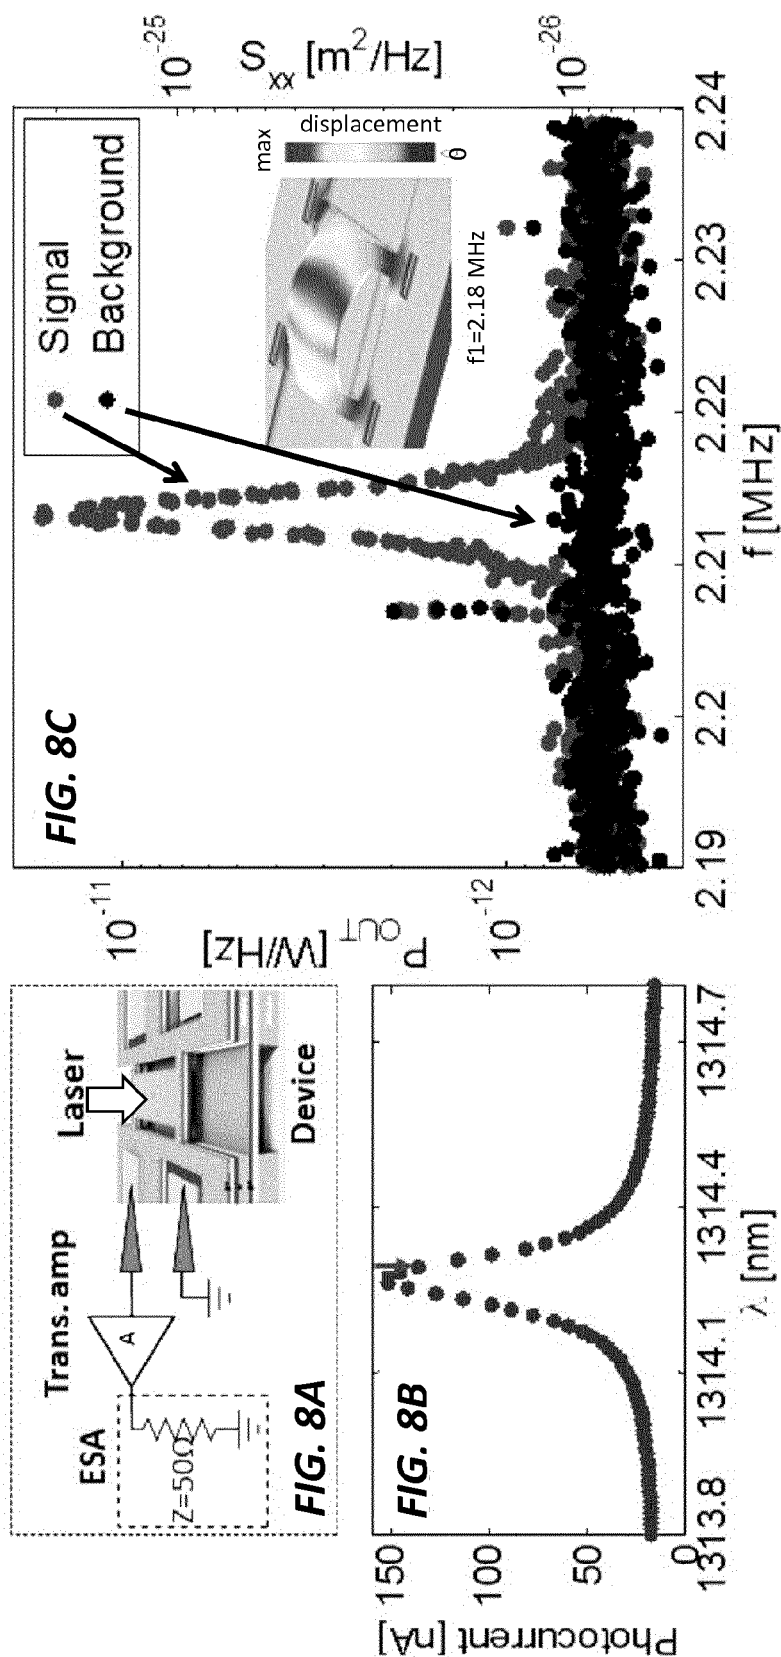 ESA
Trans. amp
Laser
A
Z=50Ω
Device
FIG. 8A
FIG. 8B
Photocurrent [nA]
150
100
50
0
1313.8
1314.1
1314.4
1314.7
λ [nm]
FIG. 8C
Signal
Background
P_OUT [W/Hz]
10^-11
10^-12
S_xx [m^2/Hz]
10^-25
10^-26
max
displacement
0
f1=2.18 MHz
2.19
2.2
2.21
2.22
2.23
2.24
f [MHz]